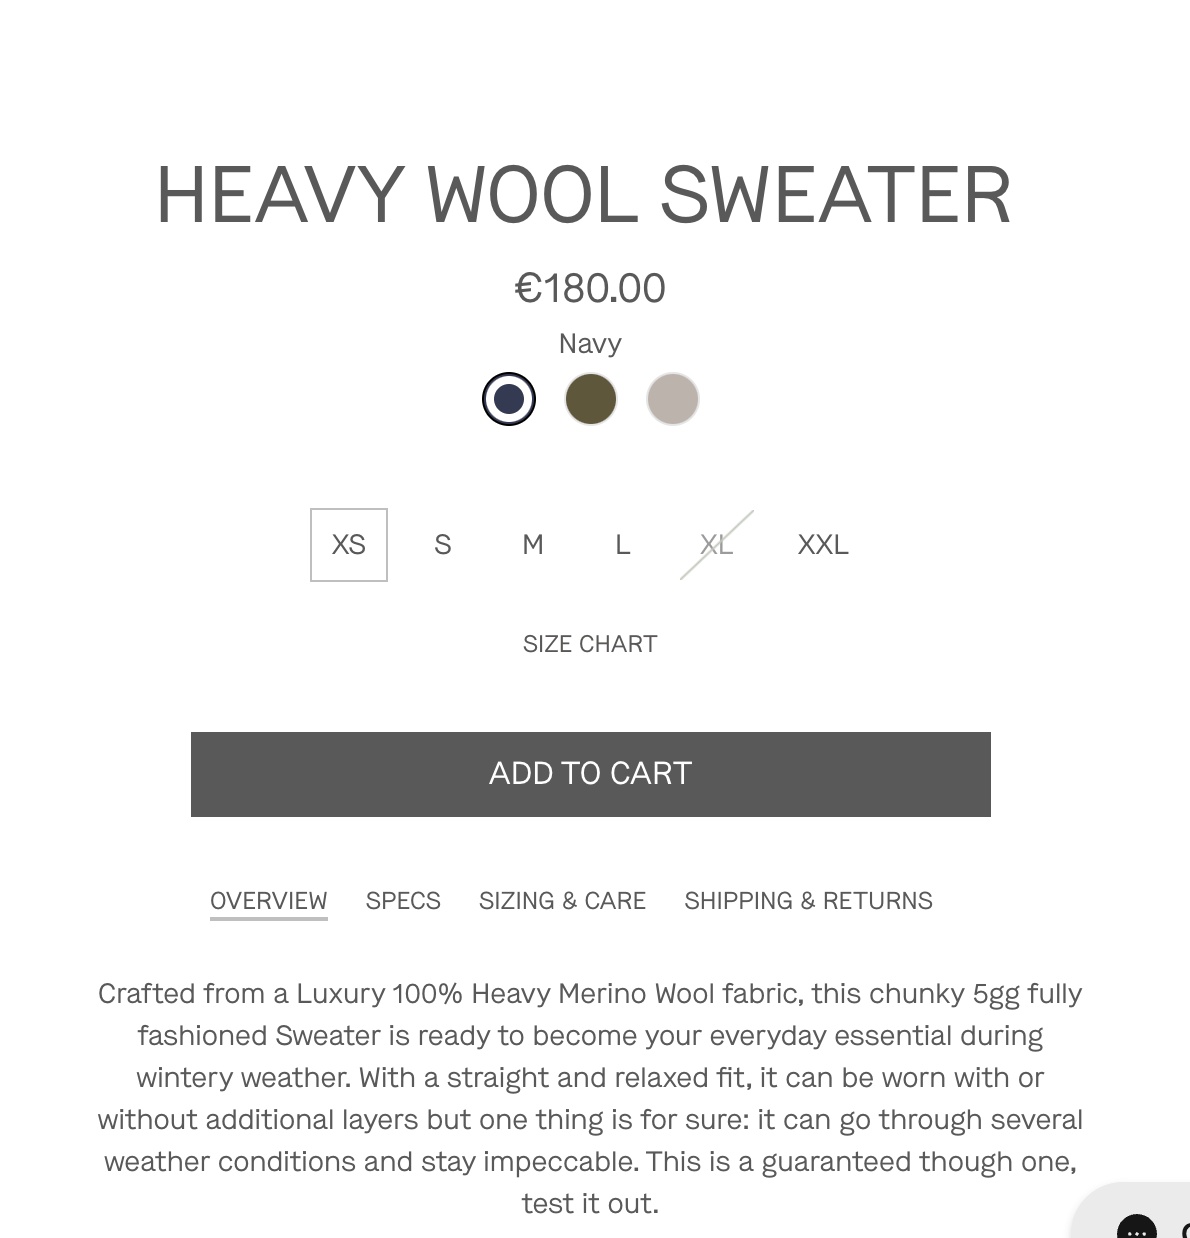 HEAVY WOOL SWEATER
€180.00
Navy
XS S M L XL XXL
SIZE CHART
ADD TO CART
OVERVIEW SPECS SIZING & CARE SHIPPING & RETURNS
Crafted from a Luxury 100% Heavy Merino Wool fabric, this chunky 5gg fully
fashioned Sweater is ready to become your everyday essential during
wintery weather. With a straight and relaxed fit, it can be worn with or
without additional layers but one thing is for sure: it can go through several
weather conditions and stay impeccable. This is a guaranteed though one,
test it out.